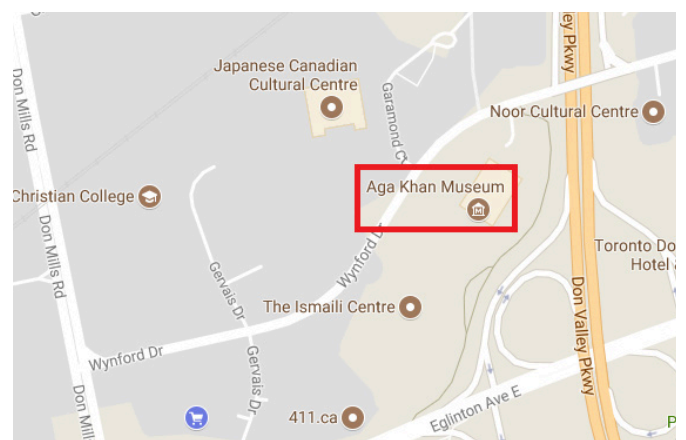 ey Pkwy
Japanese Canadian
Cultural Centre
Don Mills Rd
Garamond Ct
Noor Cultural Centre
Aga Khan Museum
Christian College
Don Mills Rd
Wynford Dr
Toronto Do
Hotel &
Gervais Dr
The Ismaili Centre
Don Valley Pkwy
Wynford Dr
Gervais Dr
Don Mill
411.ca
Eglinton Ave E
P